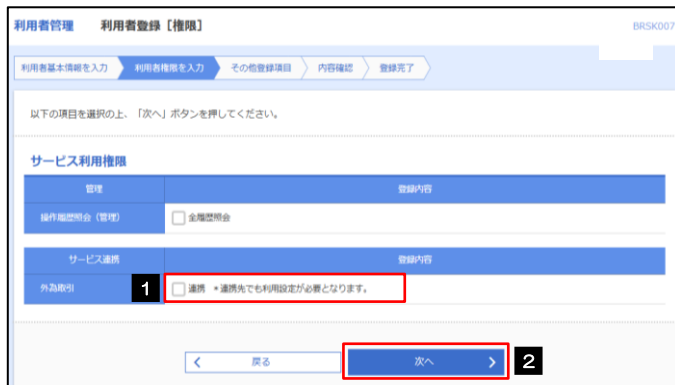 利用者管理 利用者登録［権限］ BRSK007
利用者基本情報を入力 利用者権限を入力 その他登録項目 内容確認 登録完了
以下の項目を選択の上、「次へ」ボタンを押してください。
サービス利用権限
管理 登録内容
操作履歴照会（管理） 全履歴照会
サービス連携 登録内容
外為取引 1 連携 *連携先でも利用設定が必要となります。
戻る 次へ 2